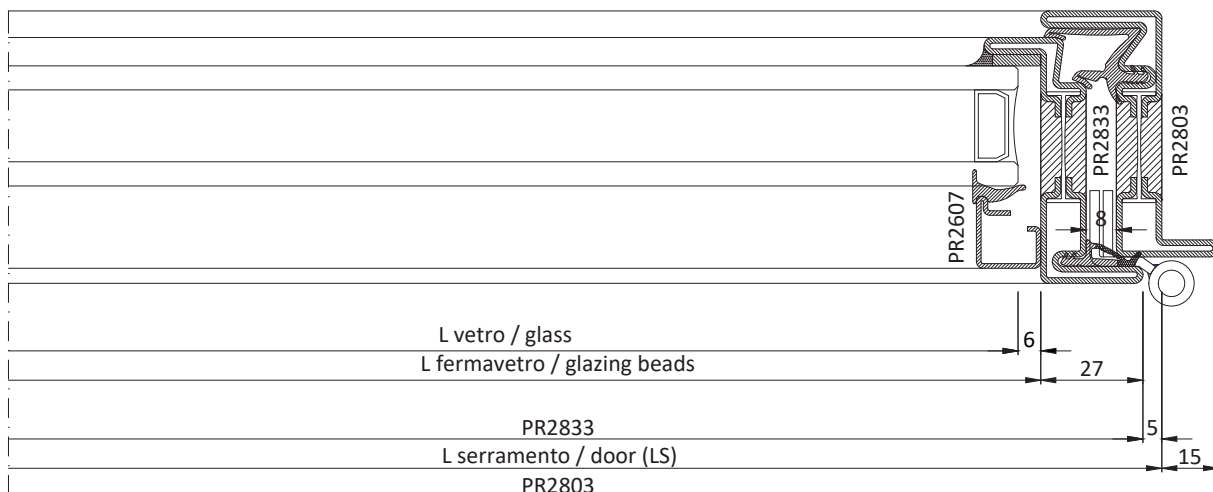 PR2833
PR2803
PR2607
8
L vetro / glass
6
L fermavetro / glazing beads
27
PR2833
5
L serramento / door (LS)
15
PR2803